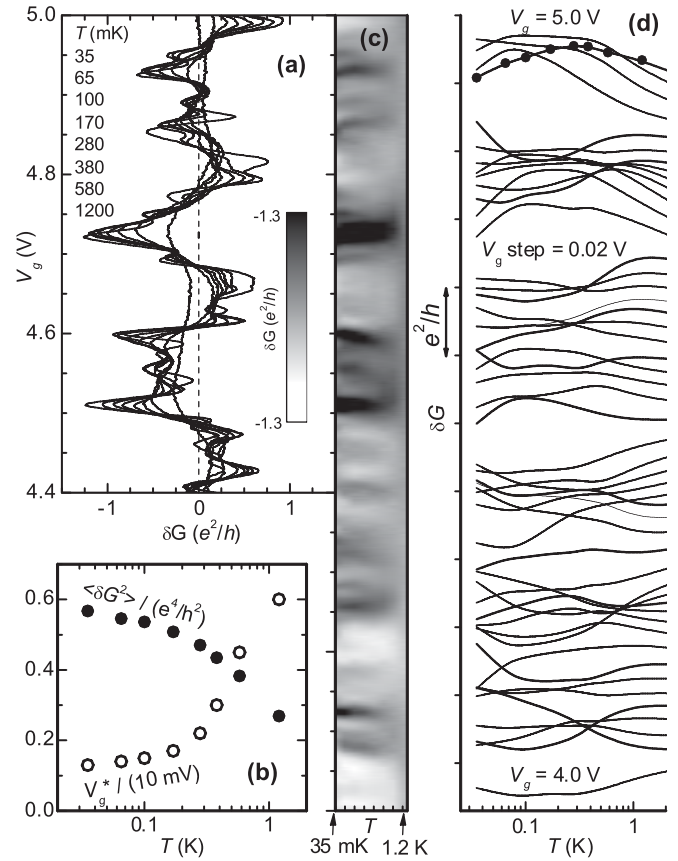 T (mK)
35
65
100
170
280
380
580
1200
(a)
5.0
4.8
4.6
4.4
V_g (V)
-1
0
1
δG (e²/h)
-1.3
δG (e²/h)
-1.3
<δG²> / (e⁴/h²)
V_g* / (10 mV)
(b)
0.6
0.4
0.2
0.0
0.1
1
T (K)
(c)
T
35 mK
1.2 K
V_g = 5.0 V
(d)
V_g step = 0.02 V
e²/h
δG
V_g = 4.0 V
0.1
1
T (K)